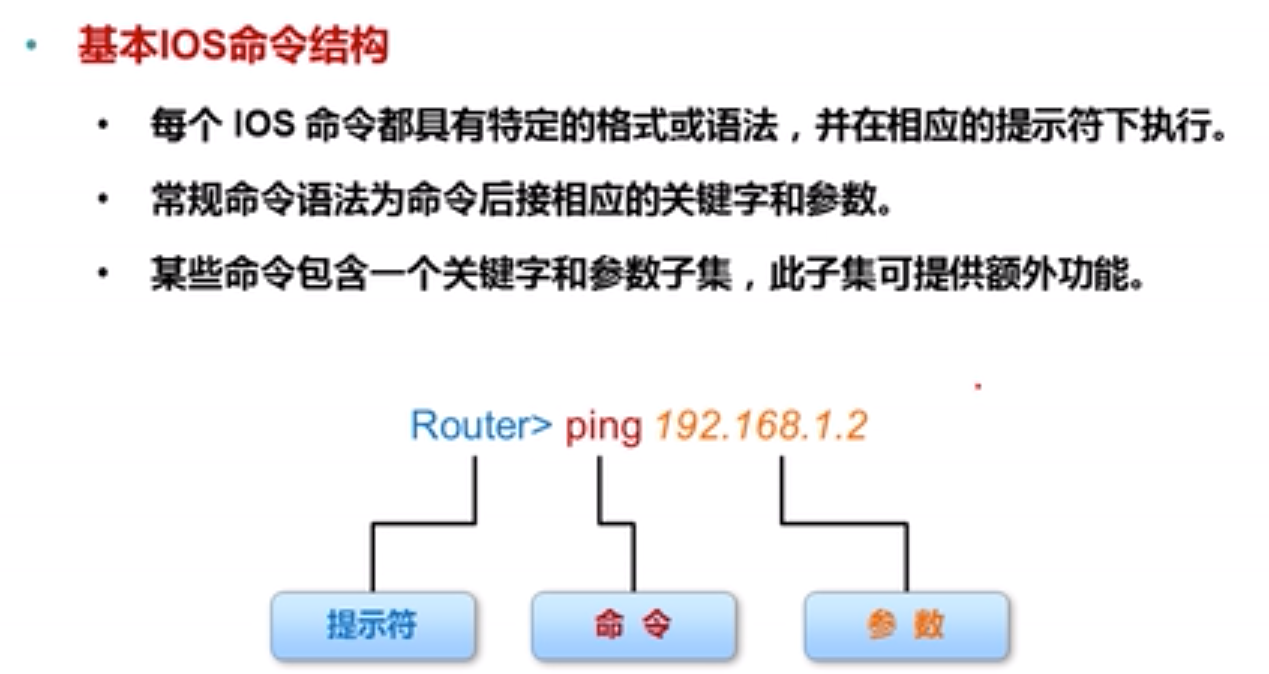 • 基本IOS命令结构
• 每个 IOS 命令都具有特定的格式或语法，并在相应的提示符下执行。
• 常规命令语法为命令后接相应的关键字和参数。
• 某些命令包含一个关键字和参数子集，此子集可提供额外功能。
Router> ping 192.168.1.2
提示符 命 令 参 数